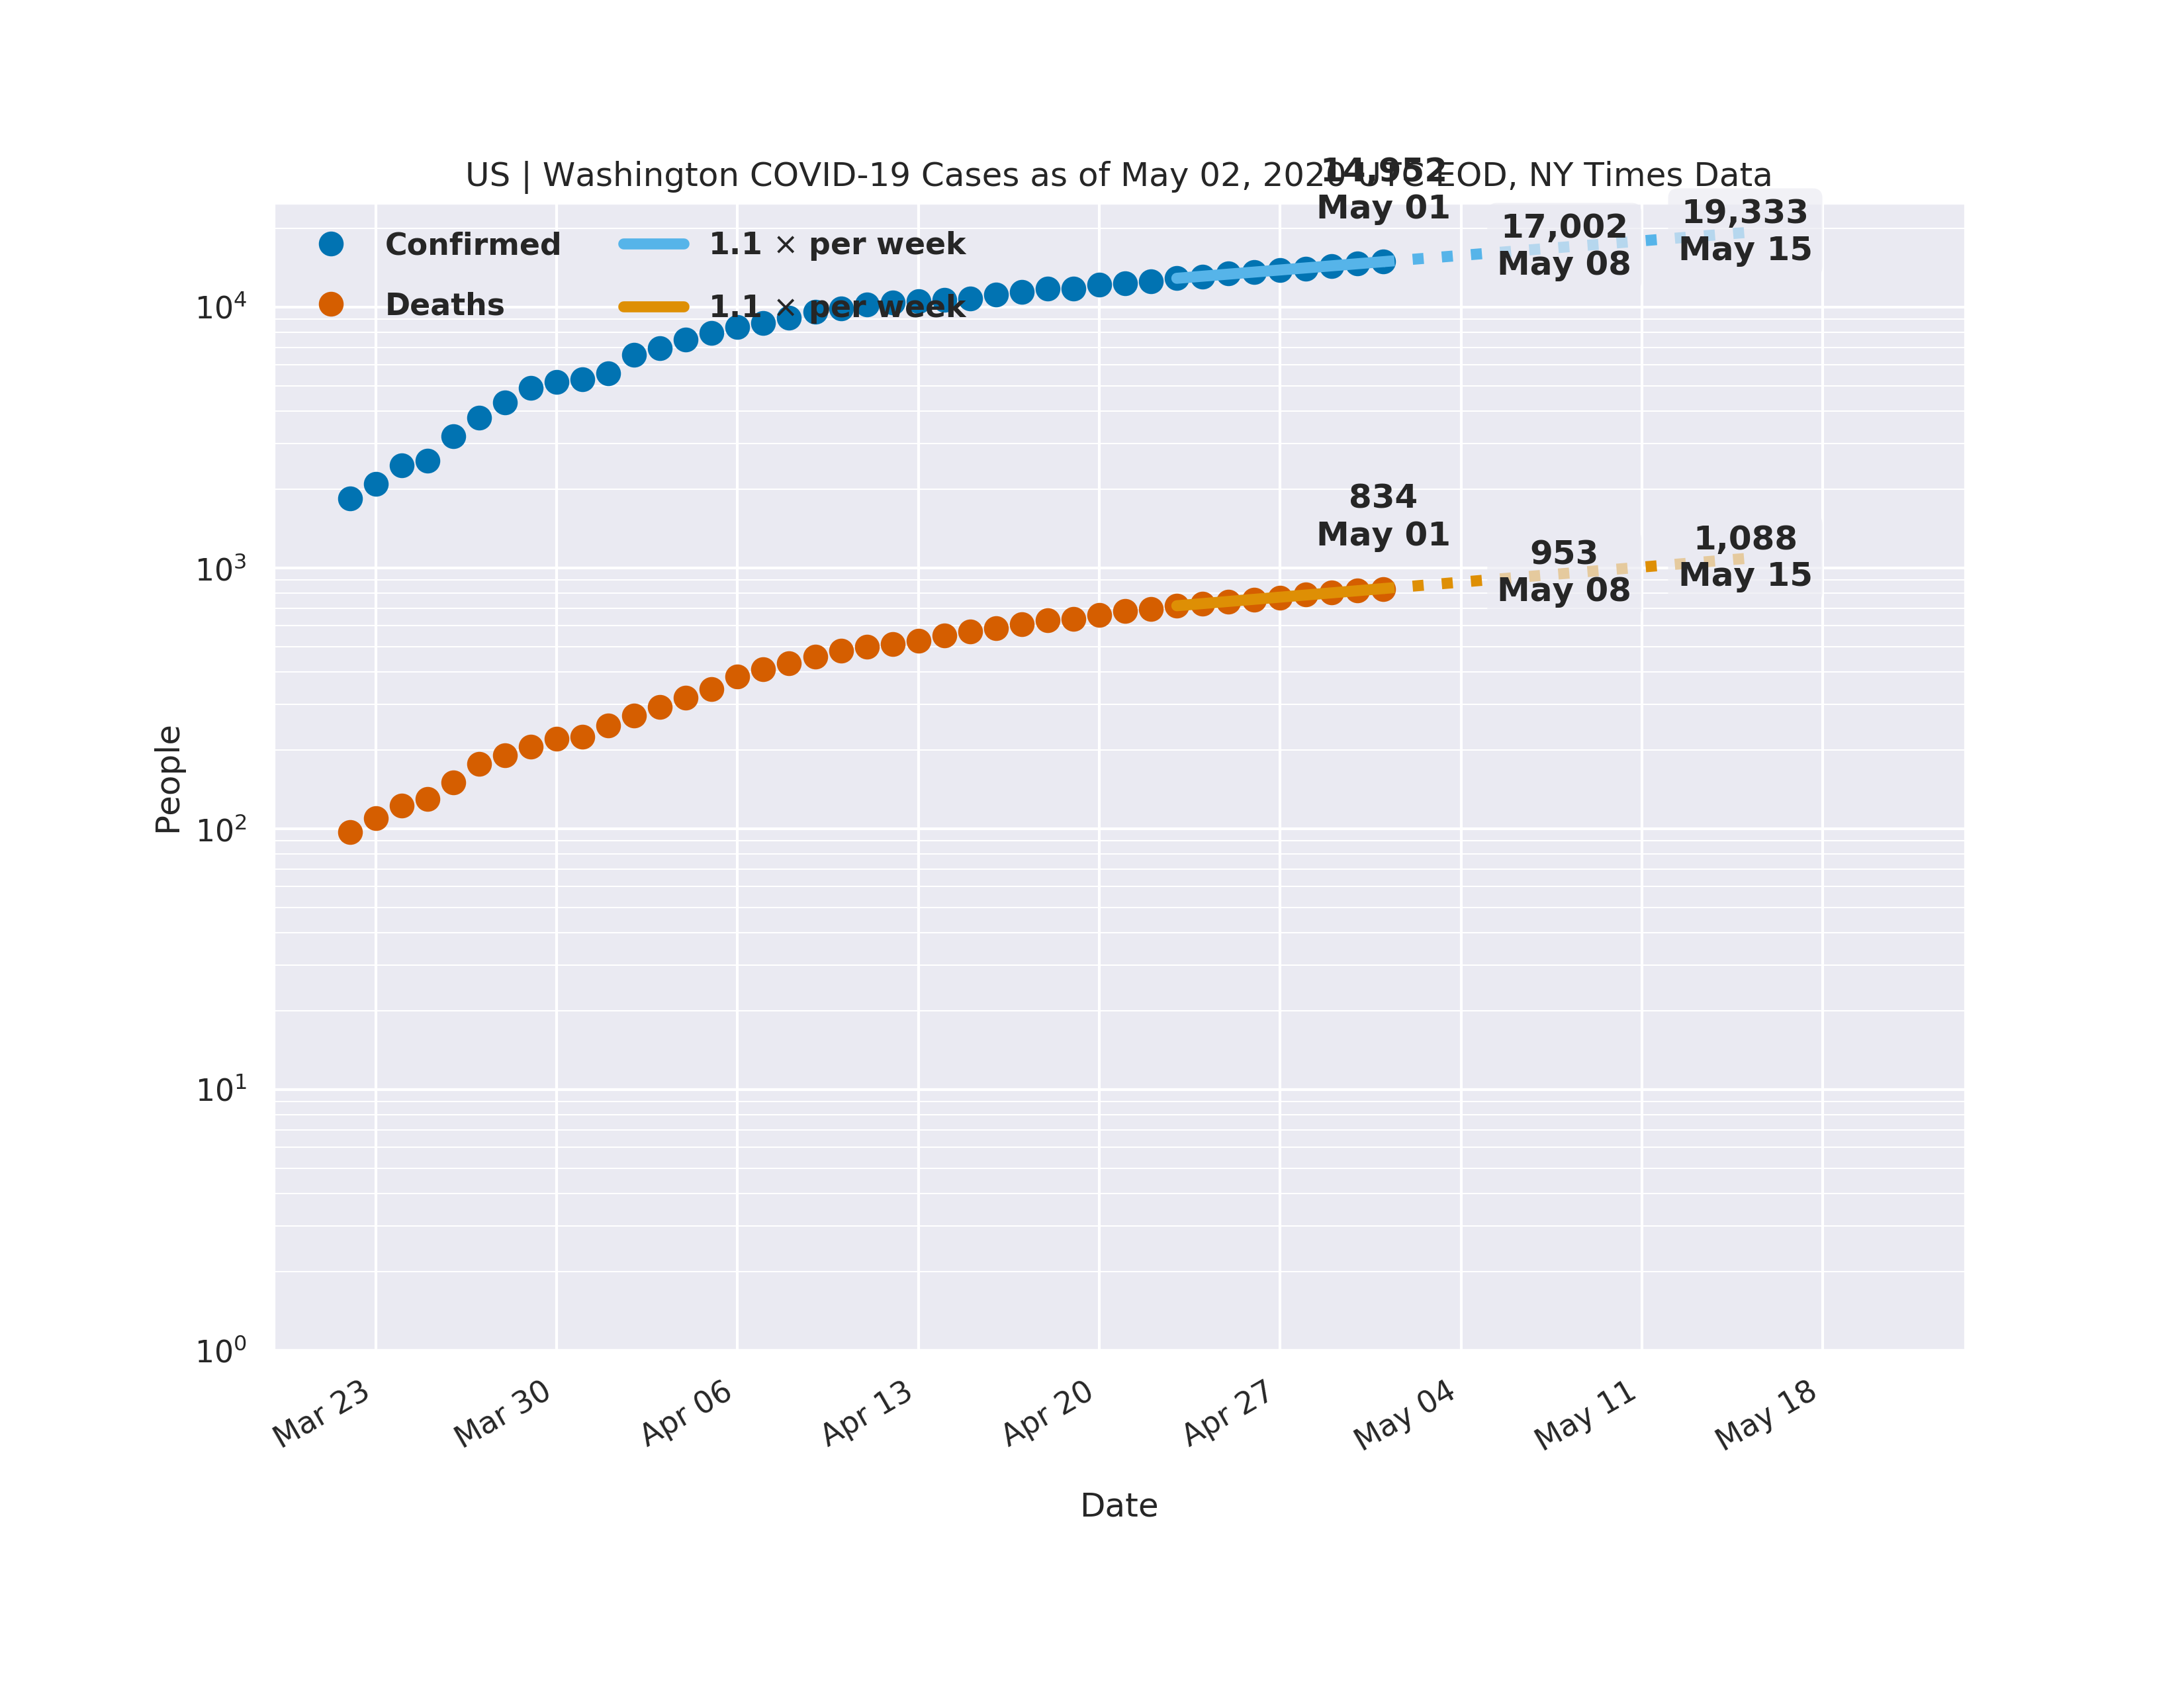 US | Washington COVID-19 Cases as of May 02, 2020 UTC EOD, NY Times Data
14,952
May 01
17,002
May 08
19,333
May 15
Confirmed
1.1 × per week
Deaths
1.1 × per week
834
May 01
953
May 08
1,088
May 15
People
10⁴
10³
10²
10¹
10⁰
Mar 23
Mar 30
Apr 06
Apr 13
Apr 20
Apr 27
May 04
May 11
May 18
Date